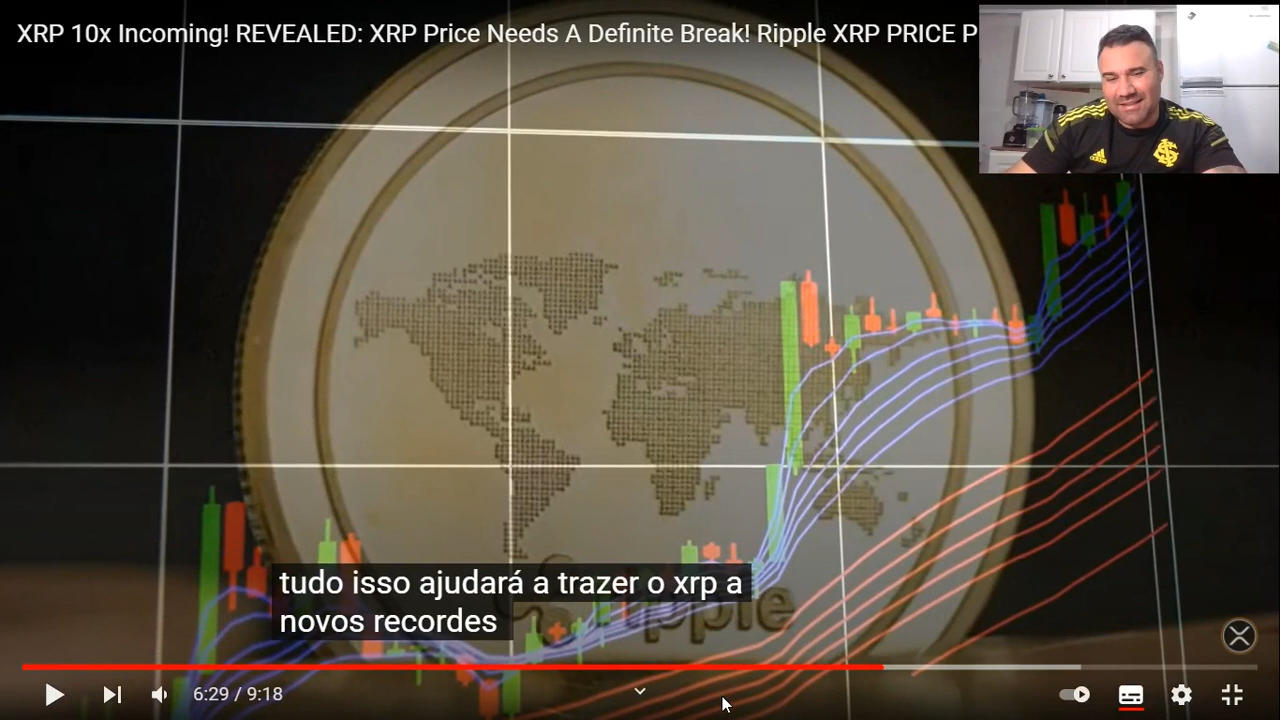 XRP 10x Incoming! REVEALED: XRP Price Needs A Definite Break! Ripple XRP PRICE P
tudo isso ajudará a trazer o xrp a
novos recordes
ripple
6:29 / 9:18